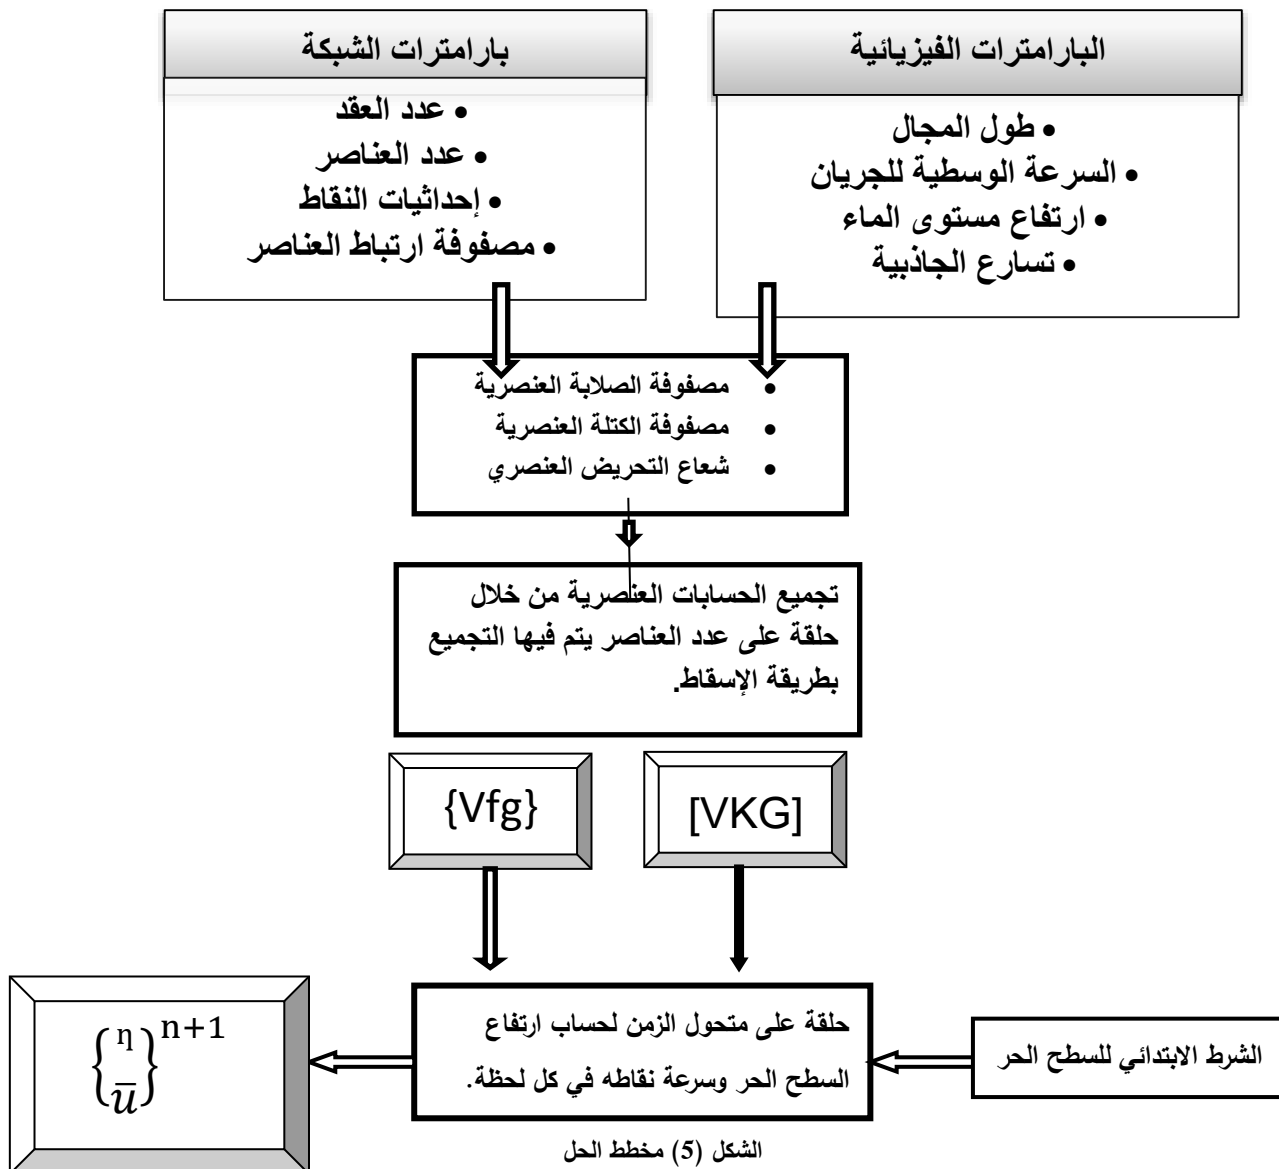 البارامترات الفيزيائية
• طول المجال
• السرعة الوسطية للجريان
• ارتفاع مستوى الماء
• تسارع الجاذبية
بارامترات الشبكة
• عدد العقد
• عدد العناصر
• إحداثيات النقاط
• مصفوفة ارتباط العناصر
• مصفوفة الصلابة العنصرية
• مصفوفة الكتلة العنصرية
• شعاع التحريض العنصري
تجميع الحسابات العنصرية من خلال
حلقة على عدد العناصر يتم فيها التجميع
بطريقة الإسقاط.
[VKG]
{Vfg}
الشرط الابتدائي للسطح الحر
حلقة على متحول الزمن لحساب ارتفاع
السطح الحر وسرعة نقاطه في كل لحظة.
{η
u̅}ⁿ⁺¹
الشكل (5) مخطط الحل